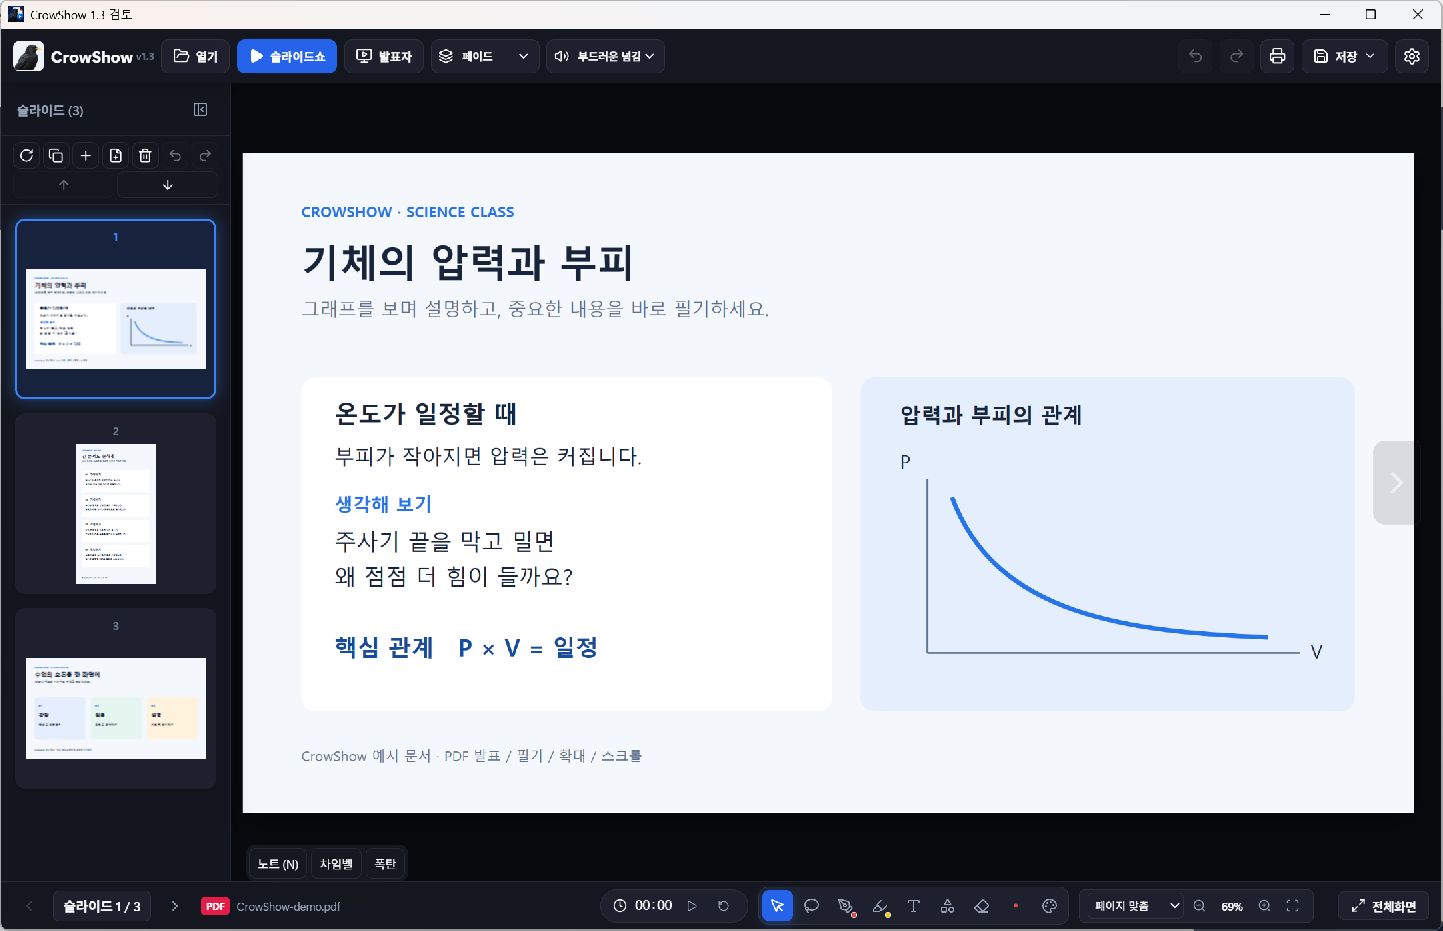 CrowShow 1.3 검토
CrowShow v1.3
열기
슬라이드쇼
발표자
페이드
부드러운 넘김
저장
슬라이드 (3)
1
2
3
CROWSHOW · SCIENCE CLASS
기체의 압력과 부피
그래프를 보며 설명하고, 중요한 내용을 바로 필기하세요.
온도가 일정할 때
부피가 작아지면 압력은 커집니다.
생각해 보기
주사기 끝을 막고 밀면
왜 점점 더 힘이 들까요?
핵심 관계 P × V = 일정
압력과 부피의 관계
P
V
CrowShow 예시 문서 · PDF 발표 / 필기 / 확대 / 스크롤
노트 (N)
차임벨
폭탄
슬라이드 1 / 3
PDF CrowShow-demo.pdf
00:00
페이지 맞춤
69%
전체화면